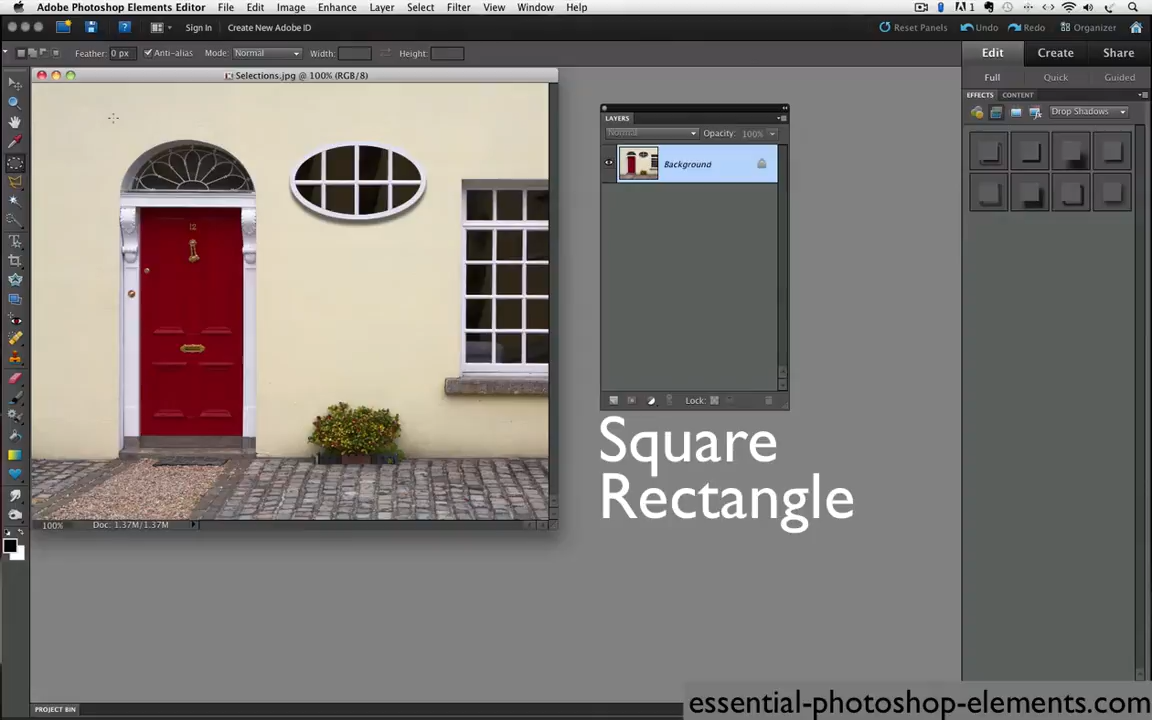 Adobe Photoshop Elements Editor File Edit Image Enhance Layer Select Filter View Window Help
Sign In Create New Adobe ID Reset Panels Undo Redo Organizer
Feather: 0 px Anti-alias Mode: Normal Width: Height: Edit Create Share
Selections.jpg @ 100% (RGB/8) Full Quick Guided
EFFECTS CONTENT
Drop Shadows
LAYERS
Normal Opacity: 100%
Background
12
Lock:
Square
Rectangle
100% Doc: 1.37M/1.37M
PROJECT BIN
essential-photoshop-elements.com